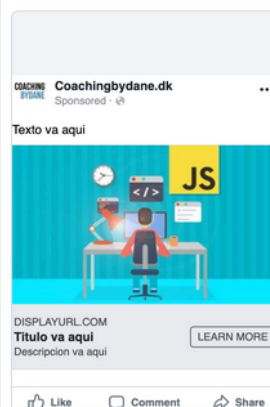 COACHING
BYDANE
Coachingbydane.dk
Sponsored ·
Texto va aqui
JS
</>
DISPLAYURL.COM
Titulo va aqui
Descripcion va aqui
LEARN MORE
Like
Comment
Share